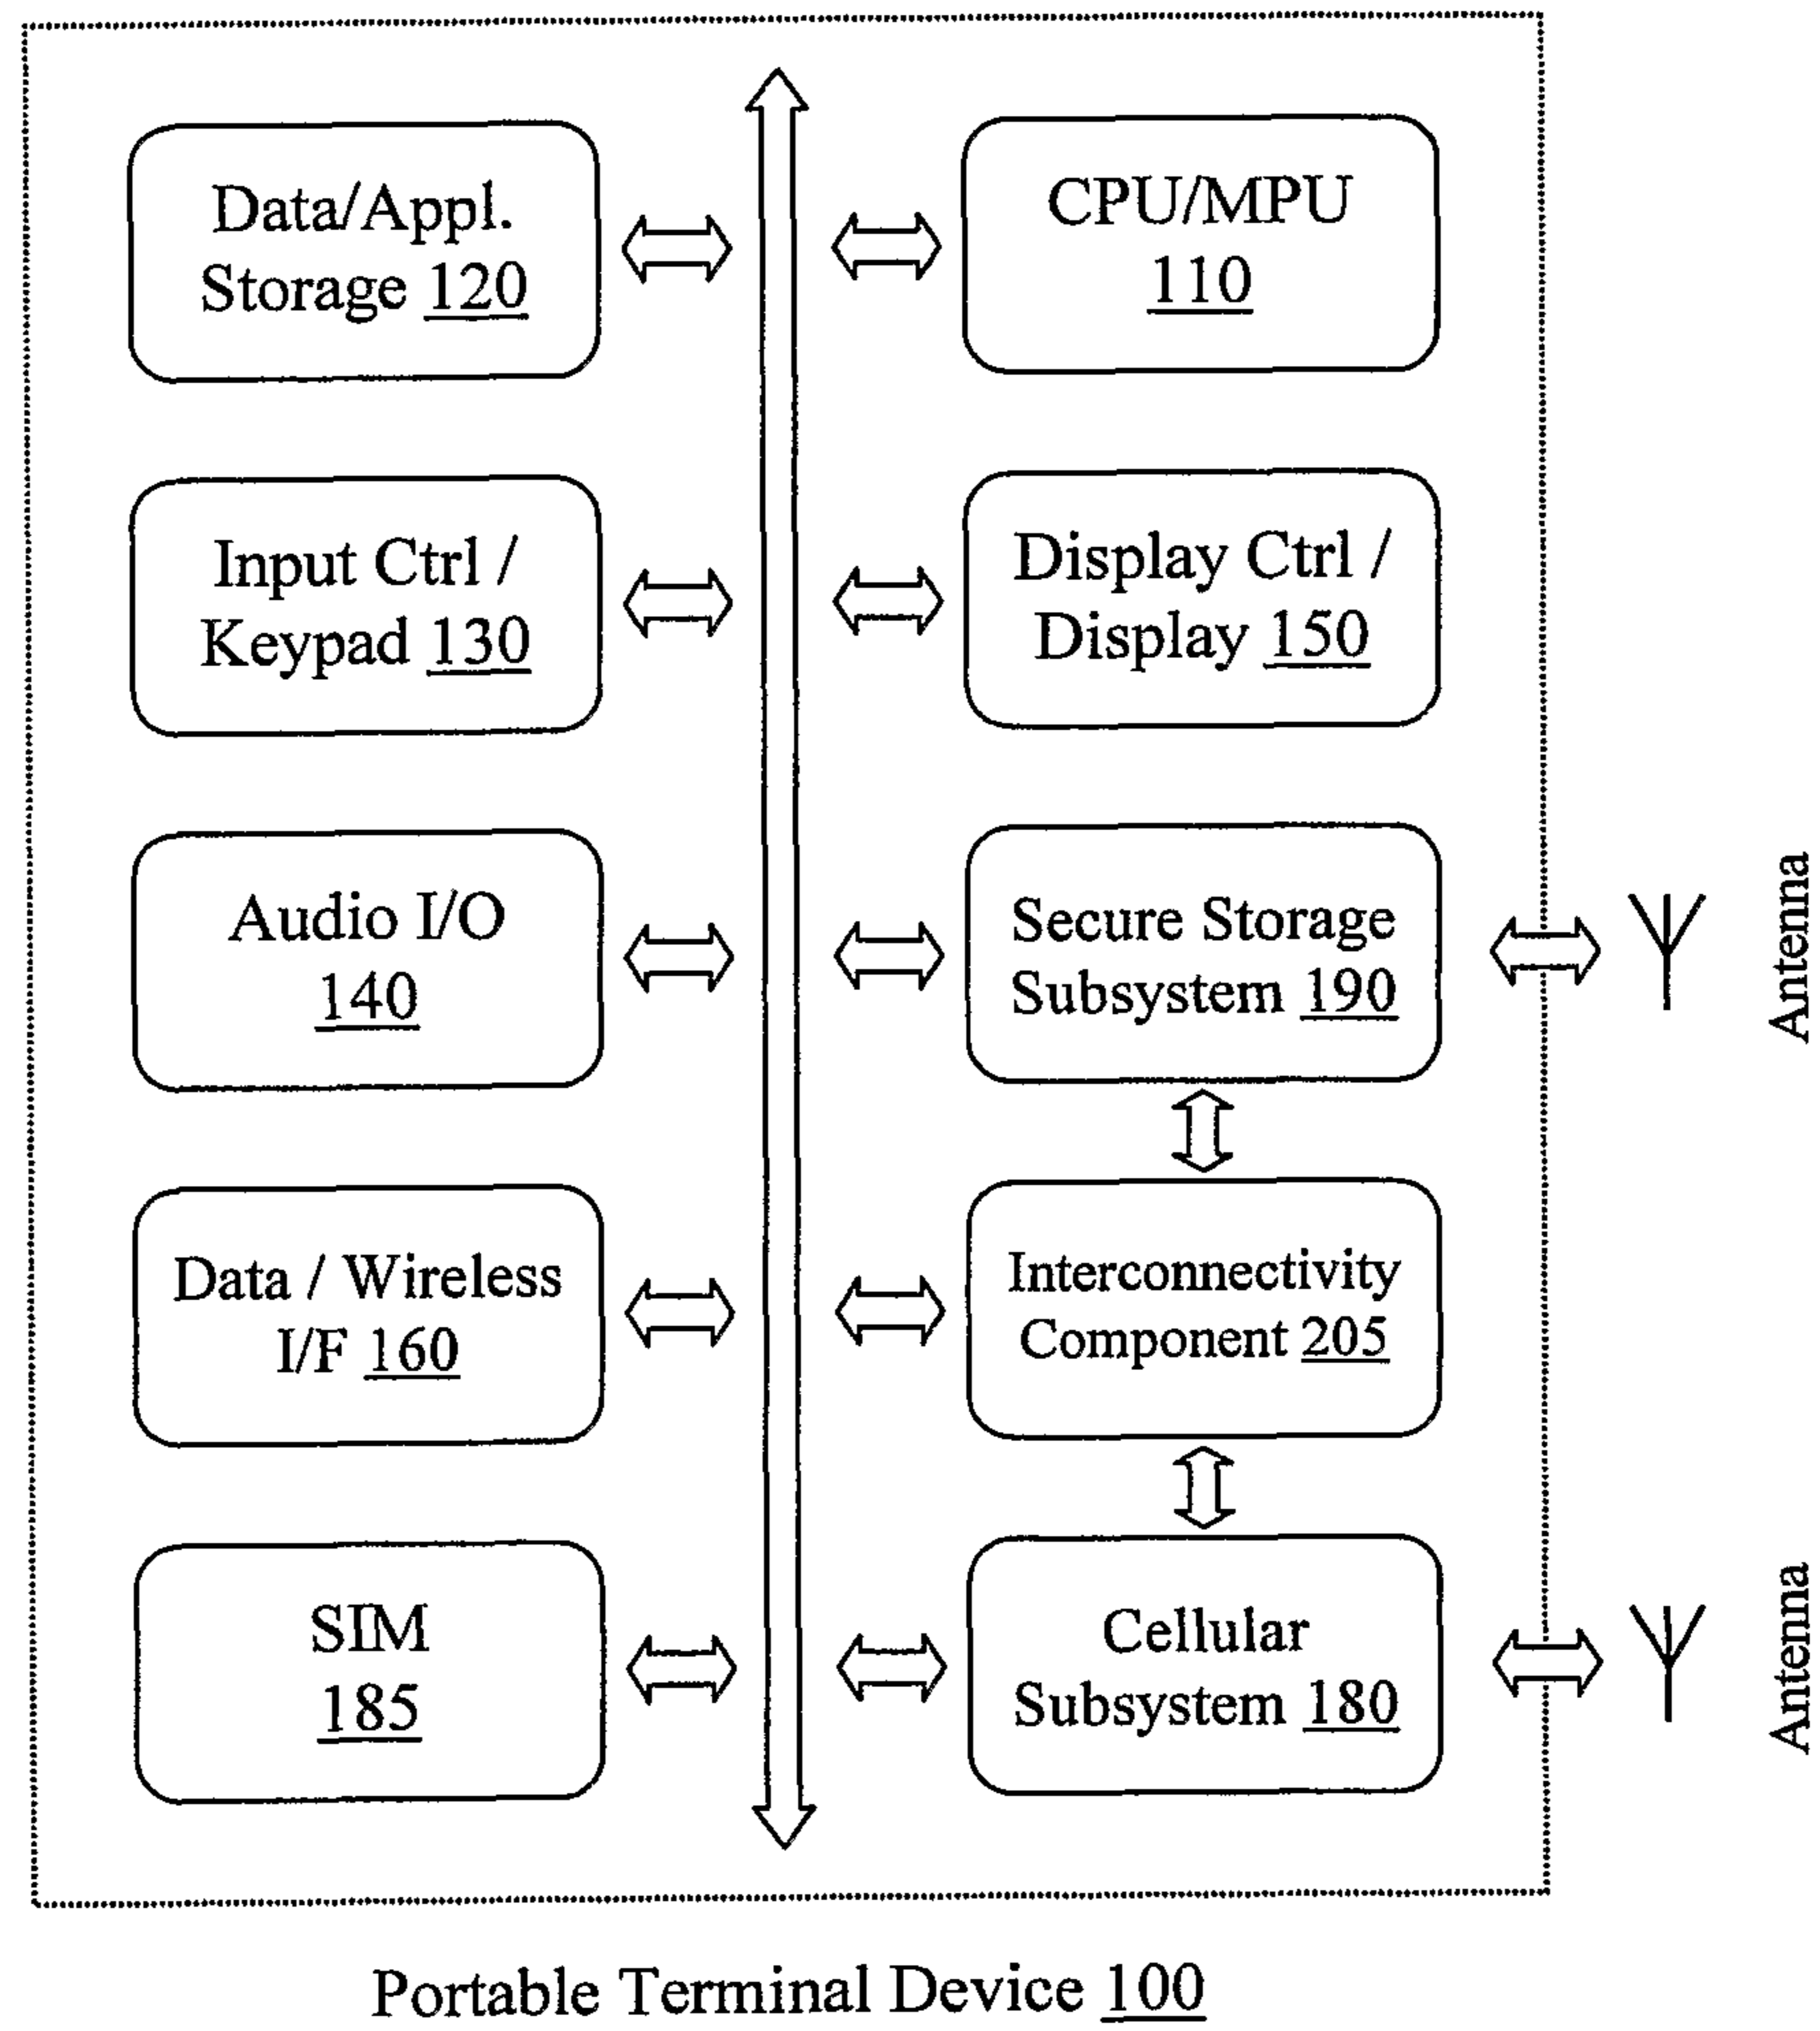 Data/Appl.
Storage 120
CPU/MPU
110
Input Ctrl /
Keypad 130
Display Ctrl /
Display 150
Audio I/O
140
Secure Storage
Subsystem 190
Antenna
Data / Wireless
I/F 160
Interconnectivity
Component 205
SIM
185
Cellular
Subsystem 180
Antenna
Portable Terminal Device 100